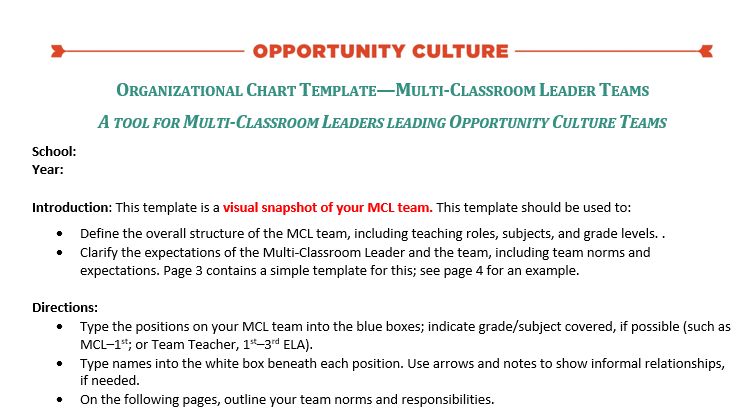 OPPORTUNITY CULTURE
ORGANIZATIONAL CHART TEMPLATE—MULTI-CLASSROOM LEADER TEAMS
A TOOL FOR MULTI-CLASSROOM LEADERS LEADING OPPORTUNITY CULTURE TEAMS
School:
Year:
Introduction: This template is a visual snapshot of your MCL team. This template should be used to:
• Define the overall structure of the MCL team, including teaching roles, subjects, and grade levels. .
• Clarify the expectations of the Multi-Classroom Leader and the team, including team norms and
expectations. Page 3 contains a simple template for this; see page 4 for an example.
Directions:
• Type the positions on your MCL team into the blue boxes; indicate grade/subject covered, if possible (such as
MCL–1st; or Team Teacher, 1st–3rd ELA).
• Type names into the white box beneath each position. Use arrows and notes to show informal relationships,
if needed.
• On the following pages, outline your team norms and responsibilities.